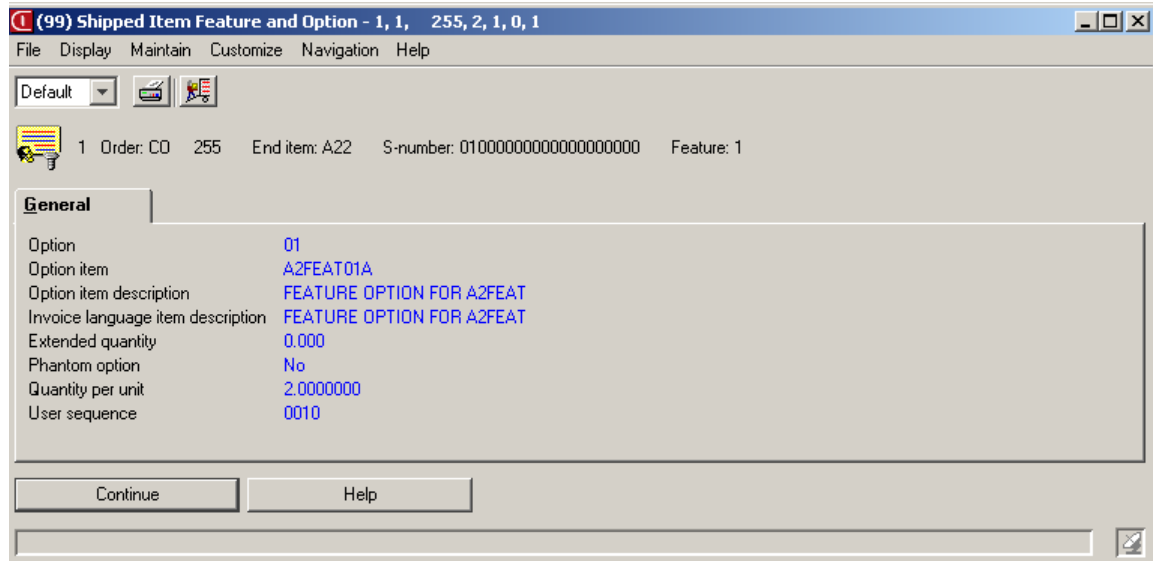 (99) Shipped Item Feature and Option - 1, 1, 255, 2, 1, 0, 1
File Display Maintain Customize Navigation Help
Default
1 Order: CO 255 End item: A22 S-number: 01000000000000000000 Feature: 1
General
Option 01
Option item A2FEAT01A
Option item description FEATURE OPTION FOR A2FEAT
Invoice language item description FEATURE OPTION FOR A2FEAT
Extended quantity 0.000
Phantom option No
Quantity per unit 2.0000000
User sequence 0010
Continue Help